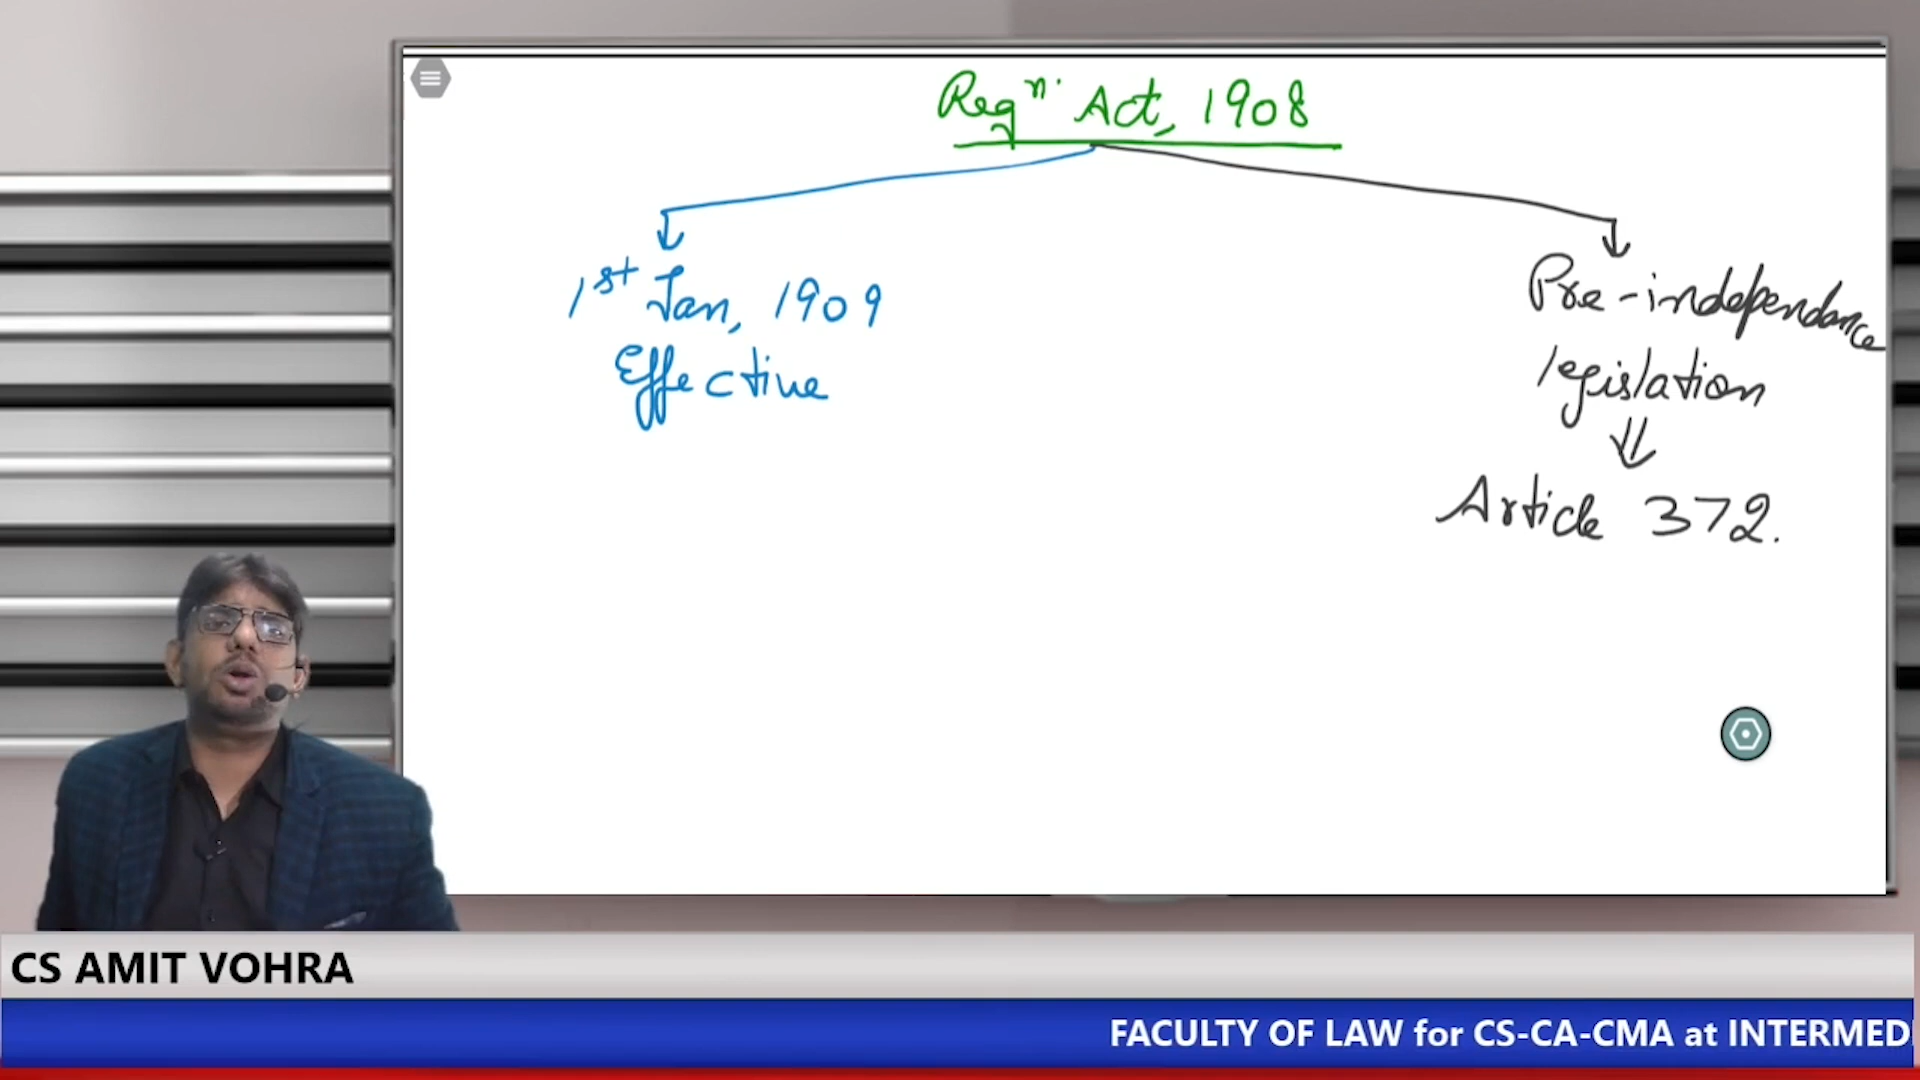 Regn. Act, 1908
1st Jan, 1909
Effective
Pre-independance
legislation
Article 372.
CS AMIT VOHRA
FACULTY OF LAW for CS-CA-CMA at INTERMED